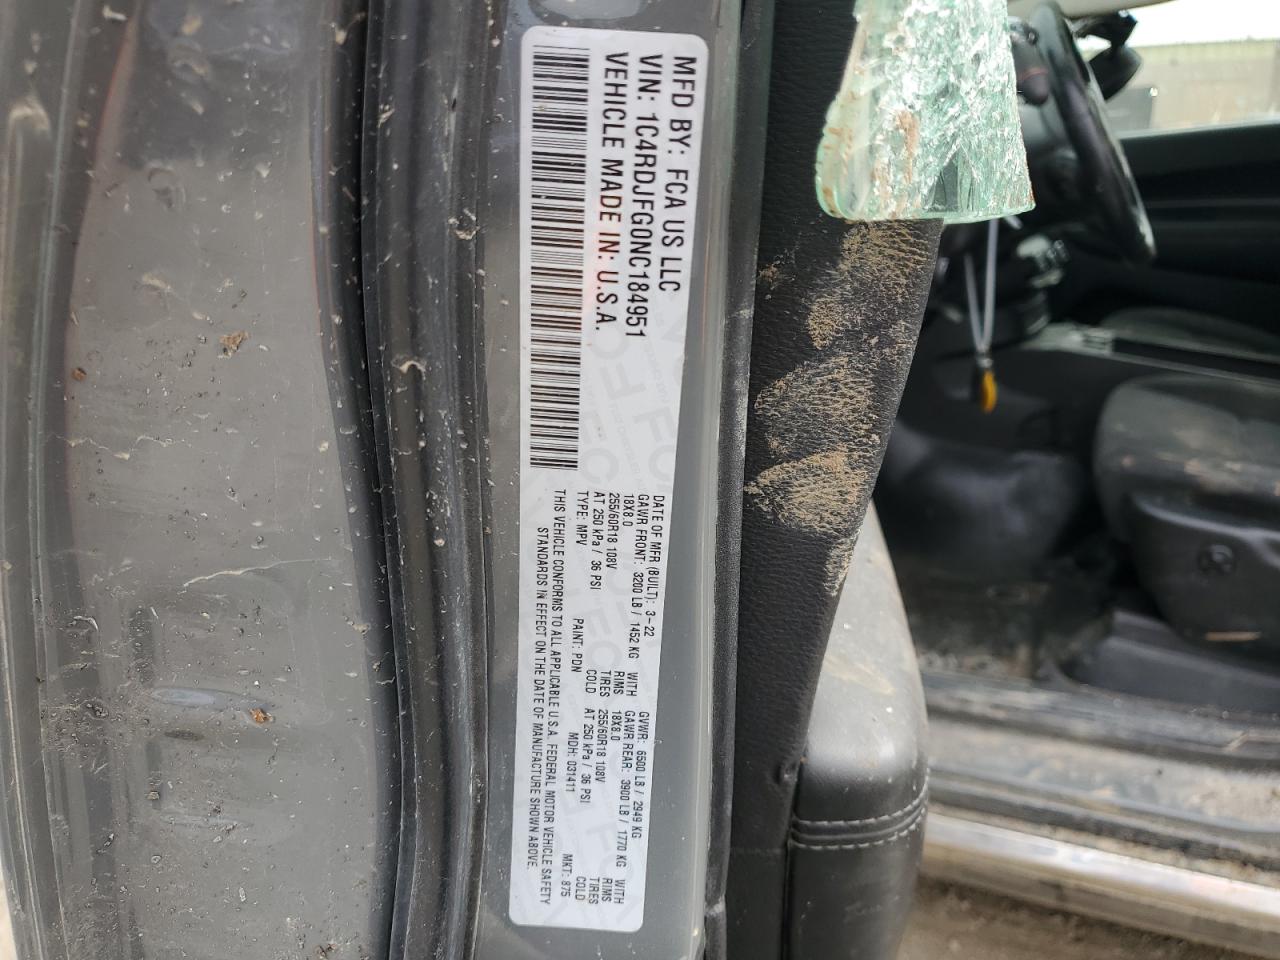 MFD BY: FCA US LLC
VIN: 1C4RDJFG0NC184951
VEHICLE MADE IN: U.S.A.
DATE OF MFR (BUILT): 3-22 GVWR: 6500 LB / 2949 KG
GAWR FRONT: 3200 LB / 1452 KG WITH GAWR REAR: 3900 LB / 1770 KG WITH
18X8.0 RIMS 18X8.0 RIMS
255/60R18 108V TIRES 255/60R18 108V TIRES
AT 250 kPa / 36 PSI COLD AT 250 kPa / 36 PSI COLD
TYPE: MPV PAINT: PDN MDH: 031411 MKT: 875
THIS VEHICLE CONFORMS TO ALL APPLICABLE U.S.A. FEDERAL MOTOR VEHICLE SAFETY
STANDARDS IN EFFECT ON THE DATE OF MANUFACTURE SHOWN ABOVE.